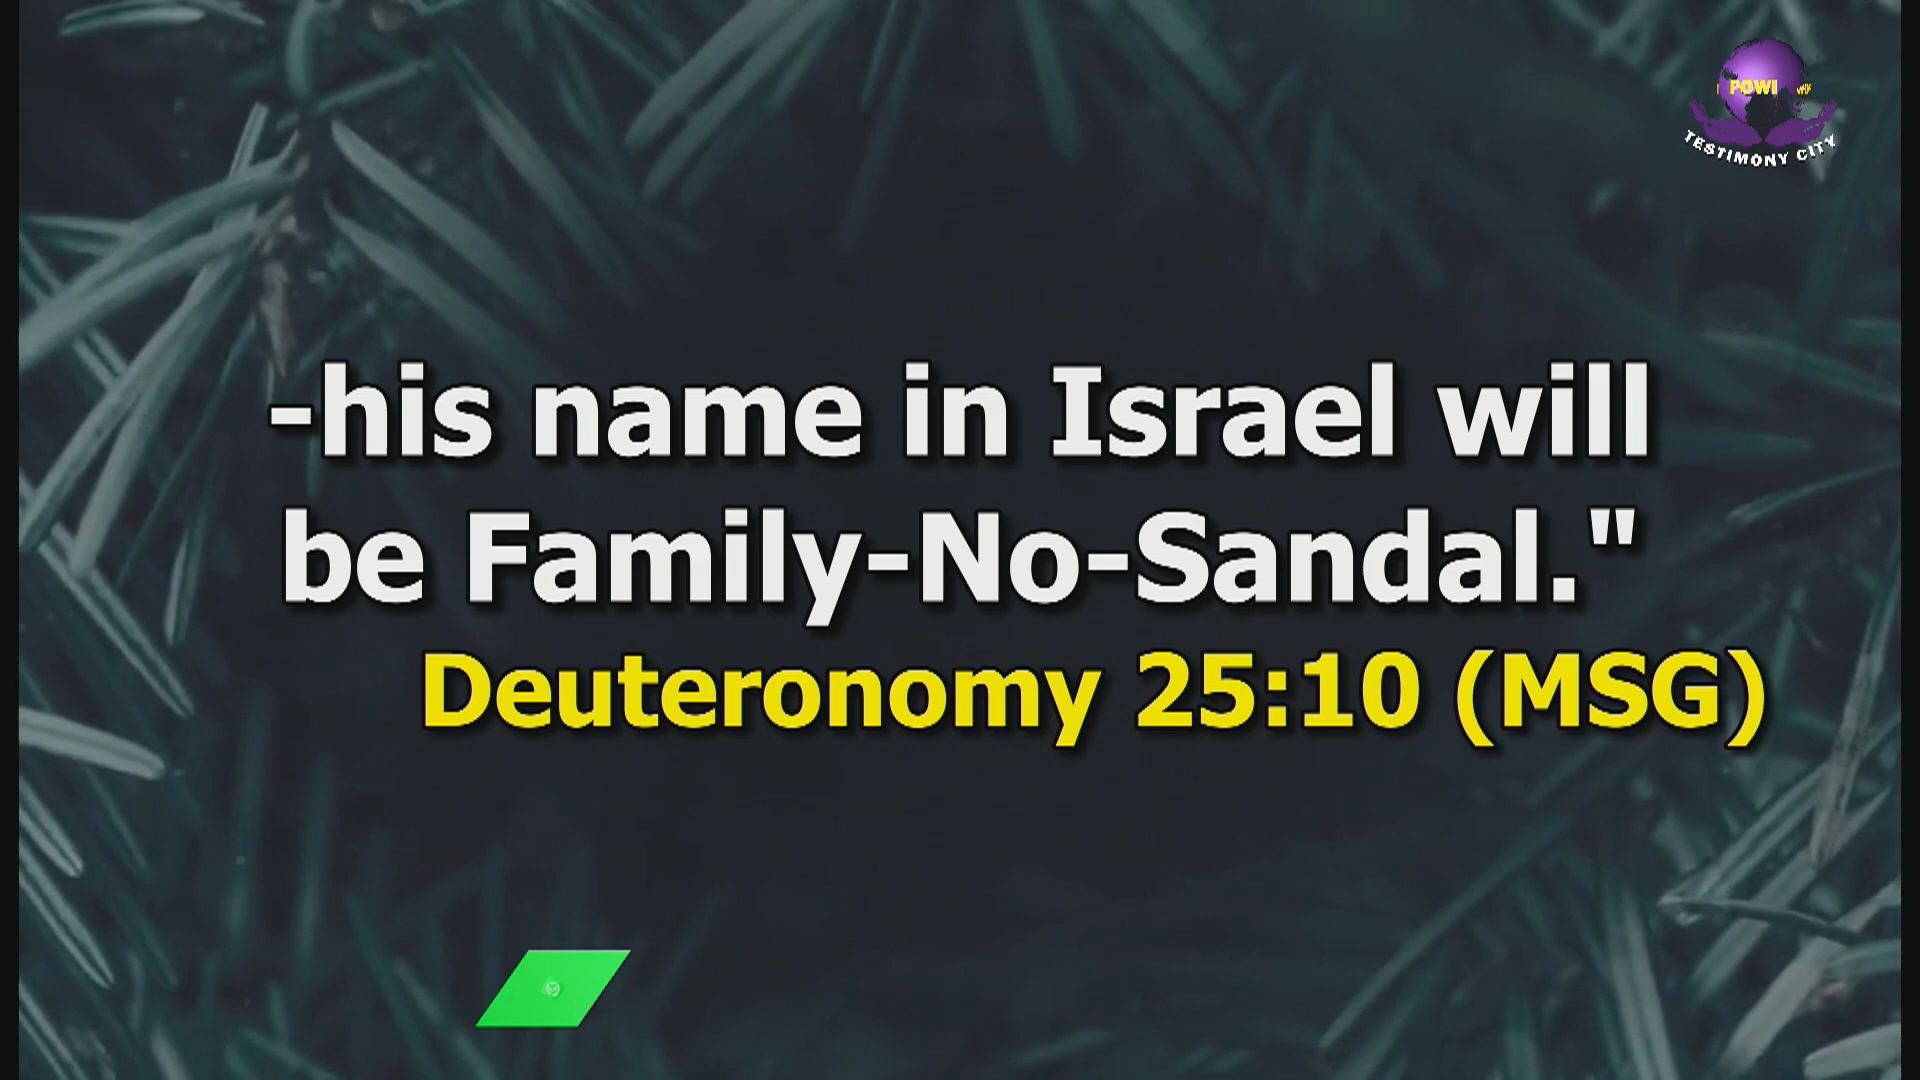 POWI
TESTIMONY CITY
-his name in Israel will
be Family-No-Sandal."
Deuteronomy 25:10 (MSG)